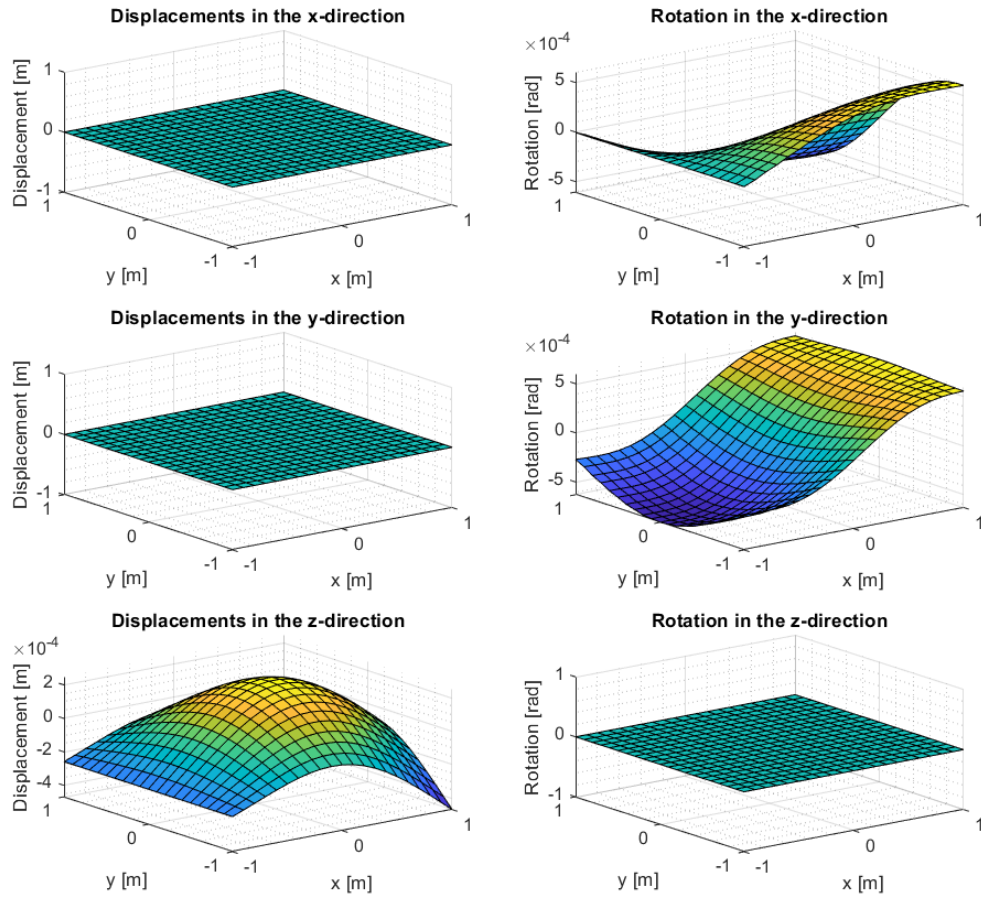 Displacements in the x-direction
Displacement [m]
1
0
-1
1
0
-1
y [m]
-1
0
1
x [m]
Rotation in the x-direction
×10-4
Rotation [rad]
5
0
-5
1
0
-1
y [m]
-1
0
1
x [m]
Displacements in the y-direction
Displacement [m]
1
0
-1
1
0
-1
y [m]
-1
0
1
x [m]
Rotation in the y-direction
×10-4
Rotation [rad]
5
0
-5
1
0
-1
y [m]
-1
0
1
x [m]
Displacements in the z-direction
×10-4
Displacement [m]
2
0
-2
-4
1
0
-1
y [m]
-1
0
1
x [m]
Rotation in the z-direction
Rotation [rad]
1
0
-1
1
0
-1
y [m]
-1
0
1
x [m]